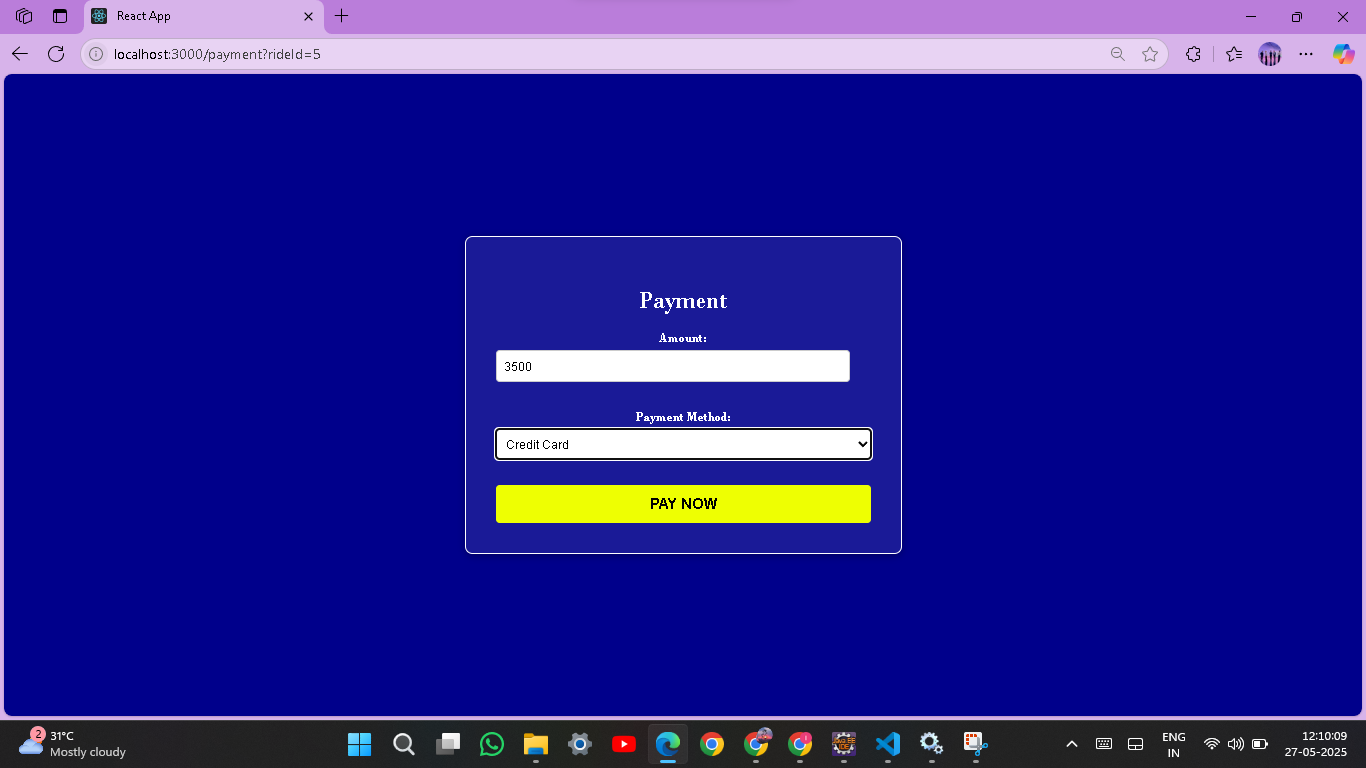 React App
localhost:3000/payment?rideId=5
Payment
Amount:
3500
Payment Method:
Credit Card
PAY NOW
2
31°C
Mostly cloudy
ENG
IN
12:10:09
27-05-2025